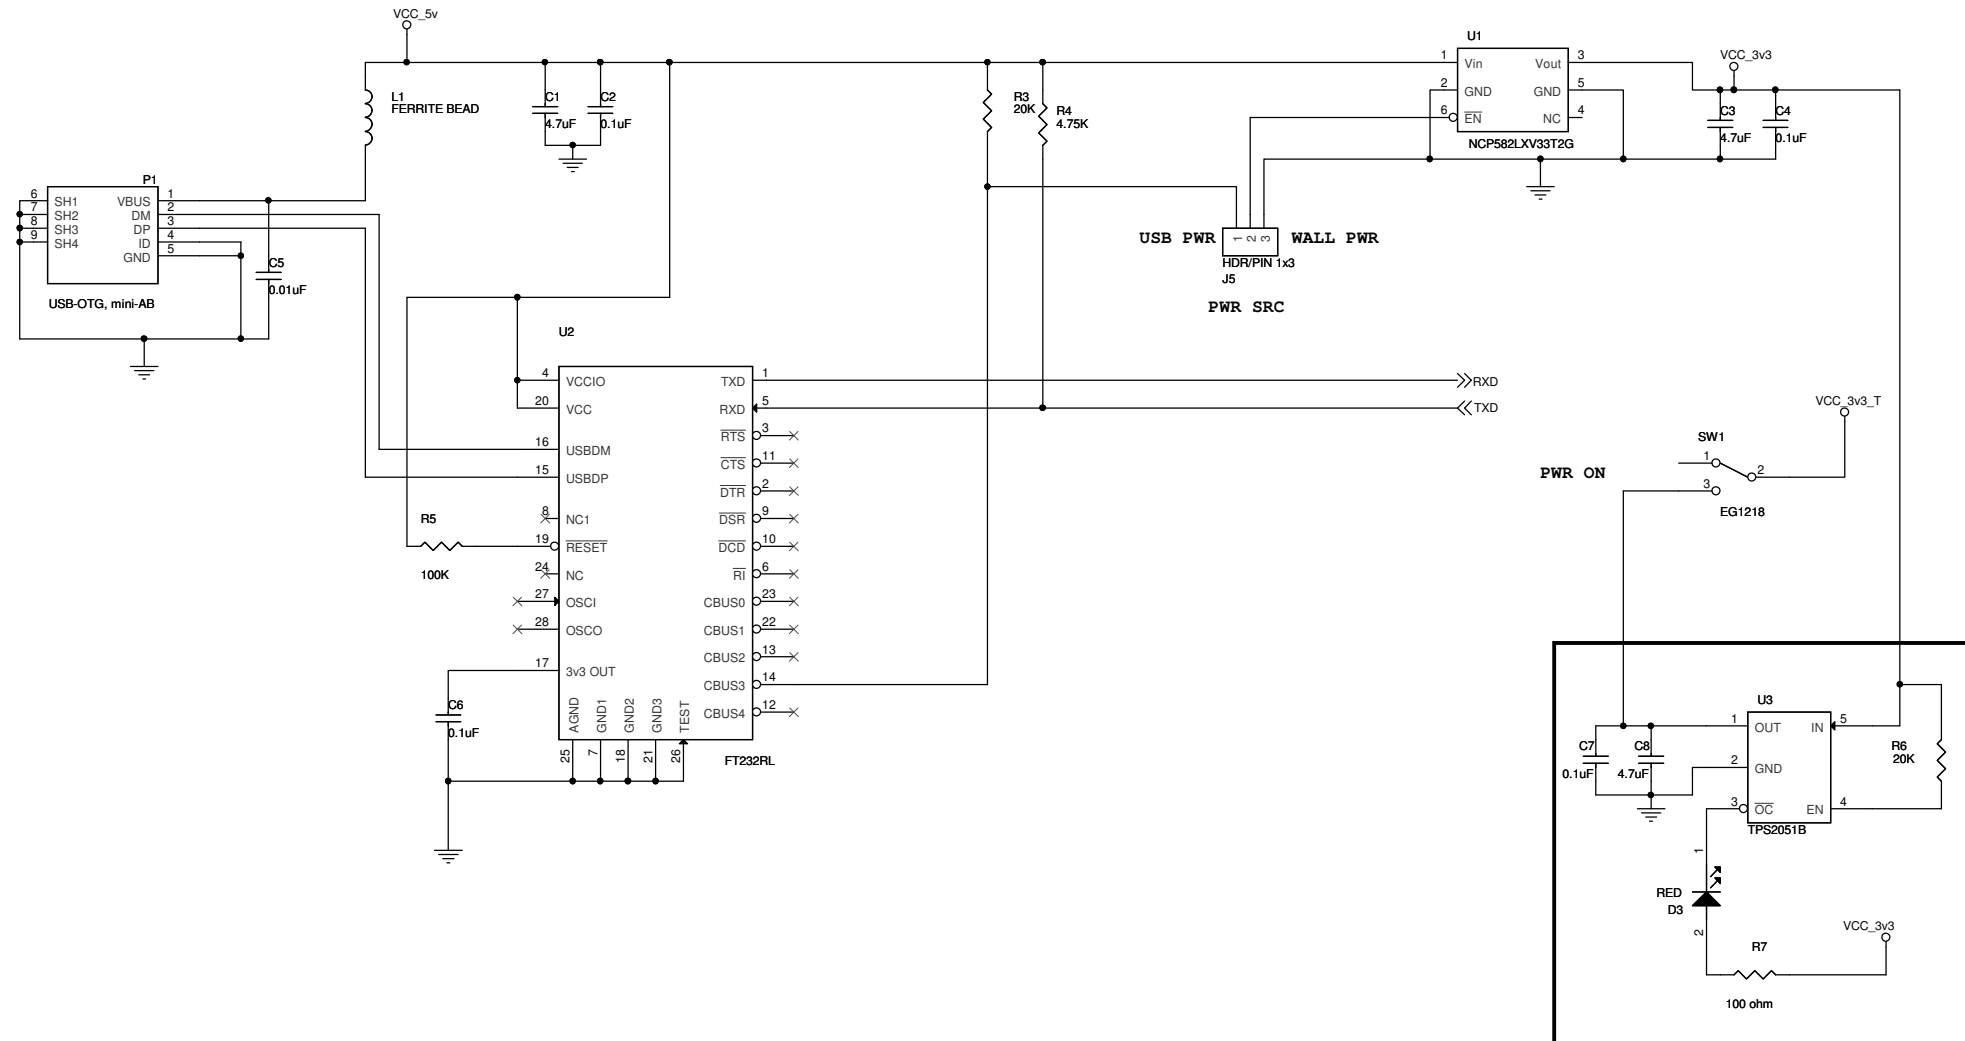 VCC_5v
L1
FERRITE BEAD
C1
4.7uF
C2
0.1uF
R3
20K
R4
4.75K
U1
1
Vin
Vout
3
2
GND
GND
5
6
EN
NC
4
NCP582LXV33T2G
VCC_3v3
C3
4.7uF
C4
0.1uF
P1
6
SH1
VBUS
1
7
SH2
DM
2
8
SH3
DP
3
9
SH4
ID
4
GND
5
USB-OTG, mini-AB
C5
0.01uF
USB PWR
1
2
3
WALL PWR
HDR/PIN 1x3
J5
PWR SRC
U2
4
VCCIO
TXD
1
RXD
20
VCC
RXD
5
TXD
RTS
3
16
USBDM
CTS
11
15
USBDP
DTR
2
8
NC1
DSR
9
R5
100K
19
RESET
DCD
10
24
NC
RI
6
27
OSCI
CBUS0
23
28
OSCO
CBUS1
22
CBUS2
13
17
3v3 OUT
CBUS3
14
CBUS4
12
AGND
GND1
GND2
GND3
TEST
25
7
18
21
26
FT232RL
C6
0.1uF
VCC_3v3_T
SW1
PWR ON
1
2
3
EG1218
U3
1
OUT
IN
5
2
GND
3
OC
EN
4
TPS2051B
C7
0.1uF
C8
4.7uF
R6
20K
1
RED
D3
2
VCC_3v3
R7
100 ohm